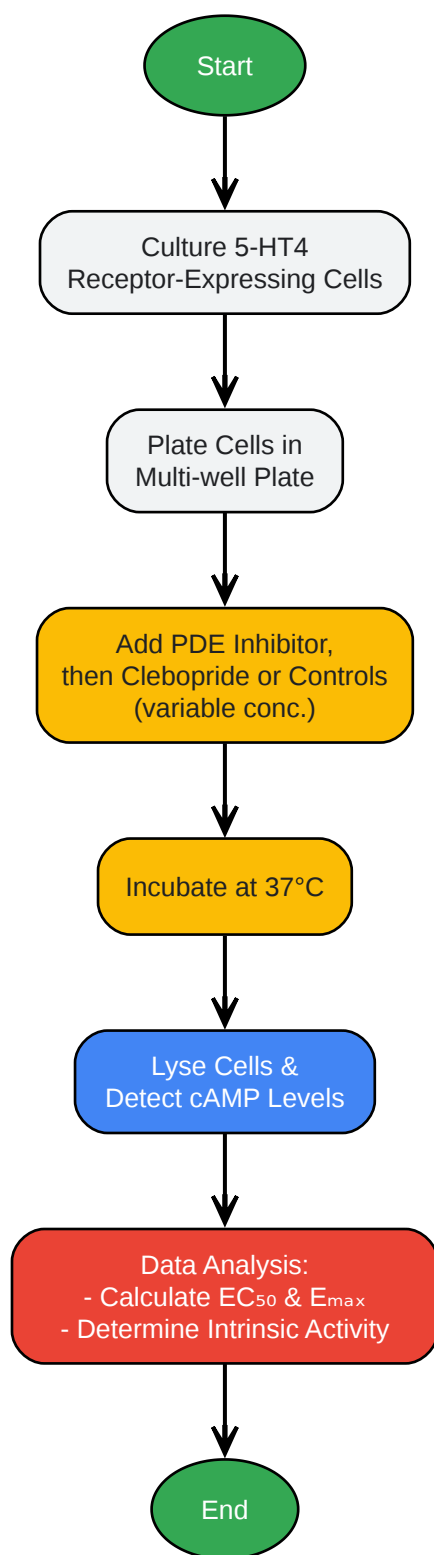 Start
Culture 5-HT4
Receptor-Expressing Cells
Plate Cells in
Multi-well Plate
Add PDE Inhibitor,
then Clebopride or Controls
(variable conc.)
Incubate at 37°C
Lyse Cells &
Detect cAMP Levels
Data Analysis:
- Calculate EC₅₀ & Eₘₐₓ
- Determine Intrinsic Activity
End